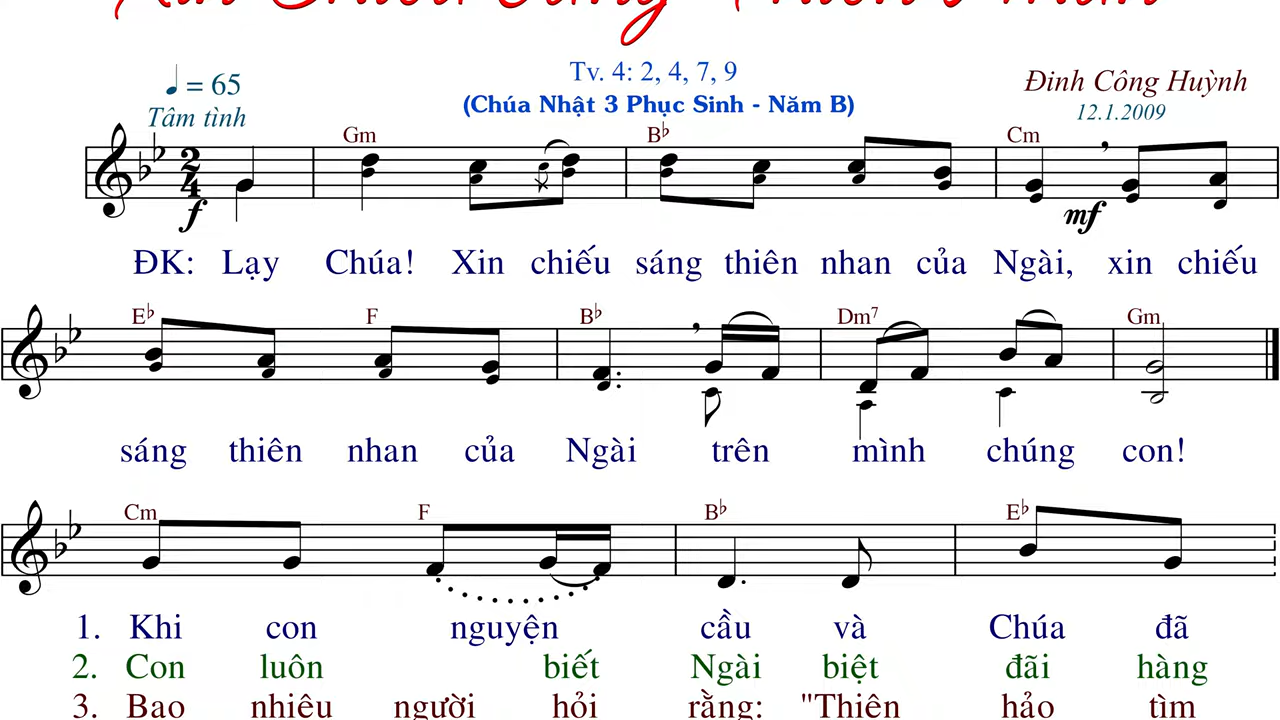 Tv. 4: 2, 4, 7, 9
= 65
(Chúa Nhật 3 Phục Sinh - Năm B)
Đinh Công Huỳnh
12.1.2009
Tâm tình
Gm B♭ Cm
2/4
f mf
ĐK: Lạy Chúa! Xin chiếu sáng thiên nhan của Ngài, xin chiếu
E♭ F B♭ Dm7 Gm
sáng thiên nhan của Ngài trên mình chúng con!
Cm F B♭ E♭
1. Khi con nguyện cầu và Chúa đã
2. Con luôn biết Ngài biệt đãi hàng
3. Bao nhiêu người hỏi rằng: "Thiên hảo tìm